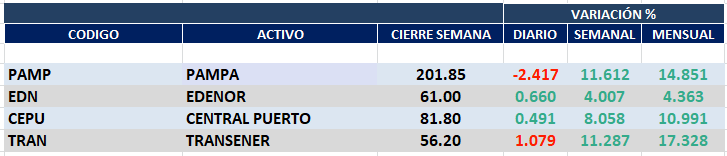 VARIACIÓN %
CODIGO ACTIVO CIERRE SEMANA DIARIO SEMANAL MENSUAL
PAMP PAMPA 201.85 -2.417 11.612 14.851
EDN EDENOR 61.00 0.660 4.007 4.363
CEPU CENTRAL PUERTO 81.80 0.491 8.058 10.991
TRAN TRANSENER 56.20 1.079 11.287 17.328